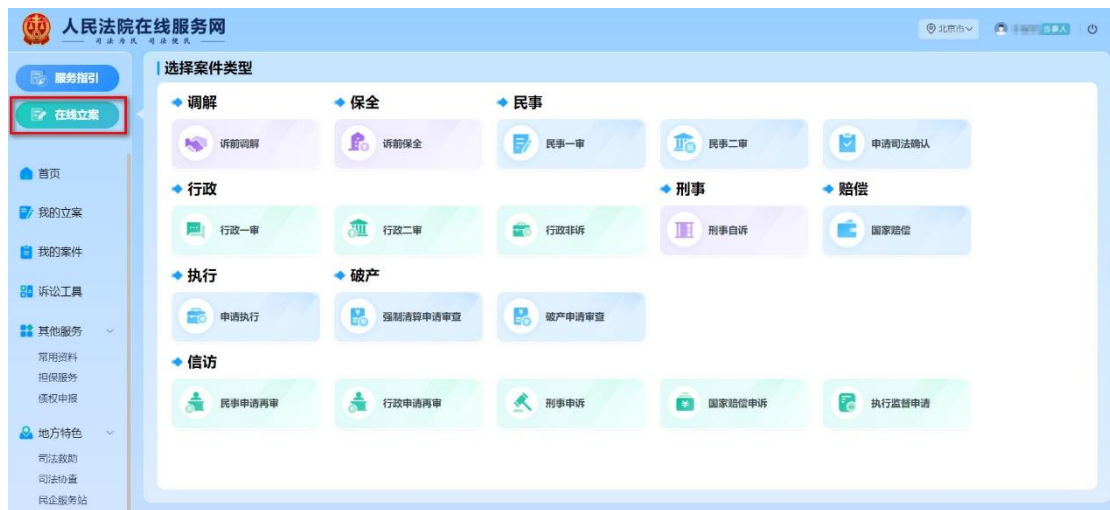 人民法院在线服务网
司法为民 司法便民
北京市
当事人
服务指引
在线立案
首页
我的立案
我的案件
诉讼工具
其他服务
常用资料
担保服务
债权申报
地方特色
司法救助
司法协查
民企服务站
选择案件类型
调解 保全 民事
诉前调解 诉前保全 民事一审 民事二审 申请司法确认
行政 刑事 赔偿
行政一审 行政二审 行政非诉 刑事自诉 国家赔偿
执行 破产
申请执行 强制清算申请审查 破产申请审查
信访
民事申请再审 行政申请再审 刑事申诉 国家赔偿申诉 执行监督申请